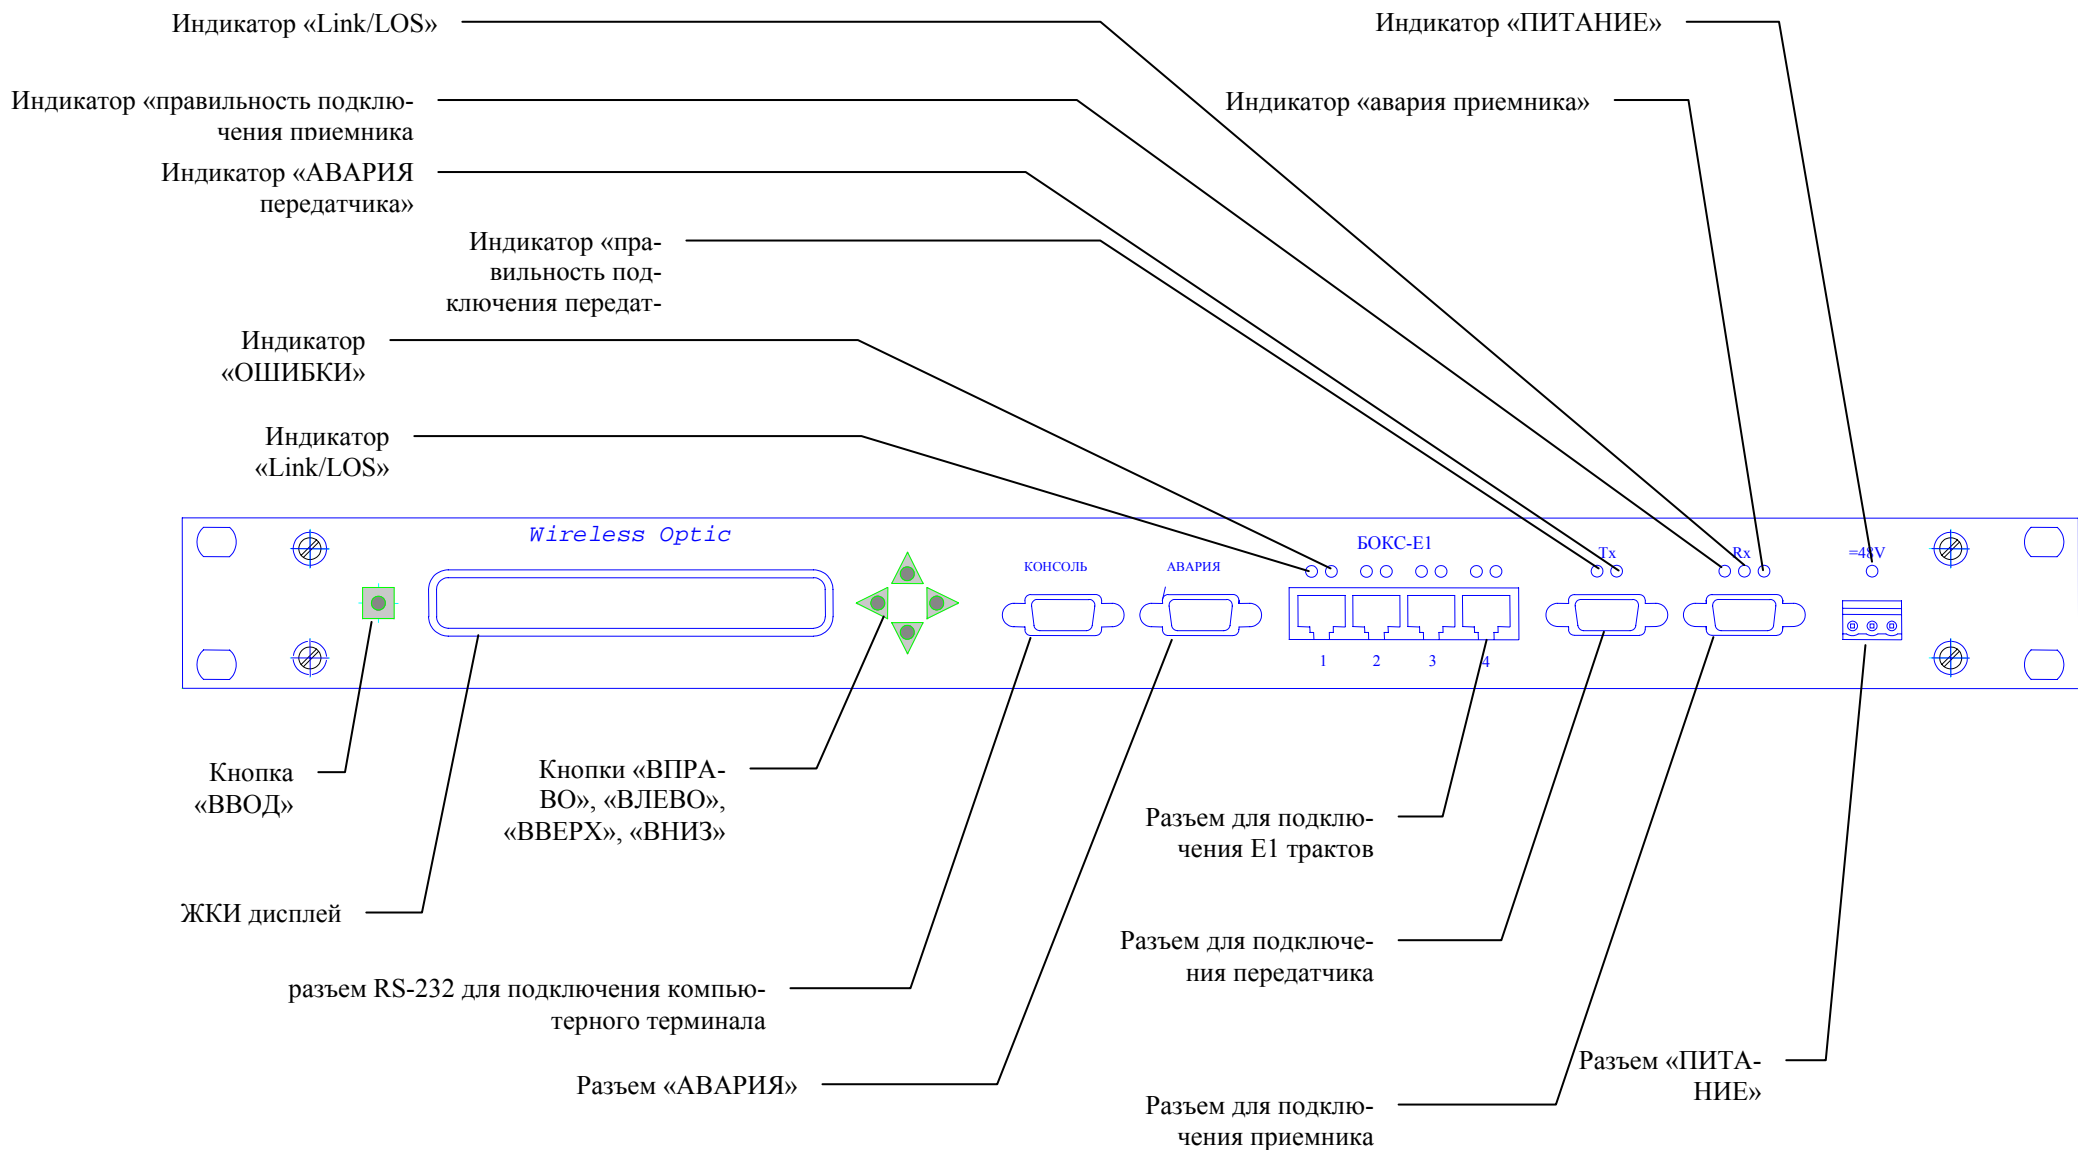 Индикатор «Link/LOS»
Индикатор «ПИТАНИЕ»
Индикатор «правильность подклю-
чения приемника
Индикатор «авария приемника»
Индикатор «АВАРИЯ
передатчика»
Индикатор «пра-
вильность под-
ключения передат-
Индикатор
«ОШИБКИ»
Индикатор
«Link/LOS»
Wireless Optic
КОНСОЛЬ
АВАРИЯ
БОКС-Е1
Tx
Rx
=48V
1
2
3
4
Кнопка
«ВВОД»
Кнопки «ВПРА-
ВО», «ВЛЕВО»,
«ВВЕРХ», «ВНИЗ»
Разъем для подклю-
чения Е1 трактов
ЖКИ дисплей
Разъем для подключе-
ния передатчика
разъем RS-232 для подключения компью-
терного терминала
Разъем «АВАРИЯ»
Разъем «ПИТА-
НИЕ»
Разъем для подклю-
чения приемника